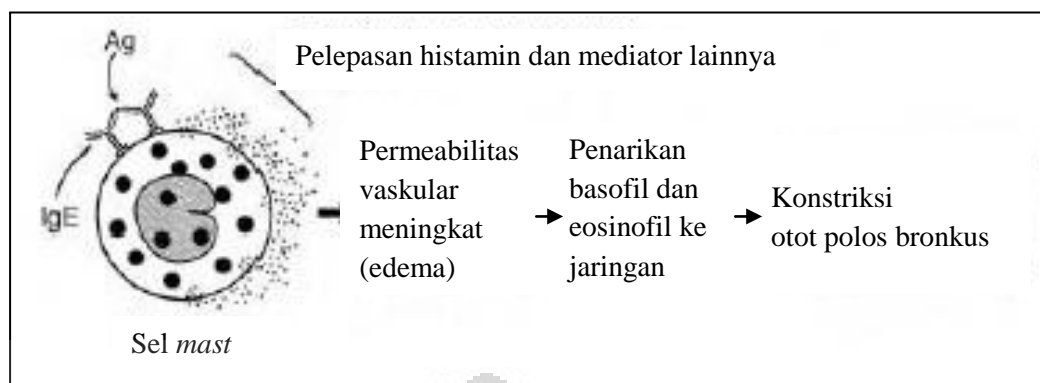 Ag
Pelepasan histamin dan mediator lainnya
IgE
Permeabilitas
vaskular
meningkat
(edema)
Penarikan
basofil dan
eosinofil ke
jaringan
Konstriksi
otot polos bronkus
Sel mast